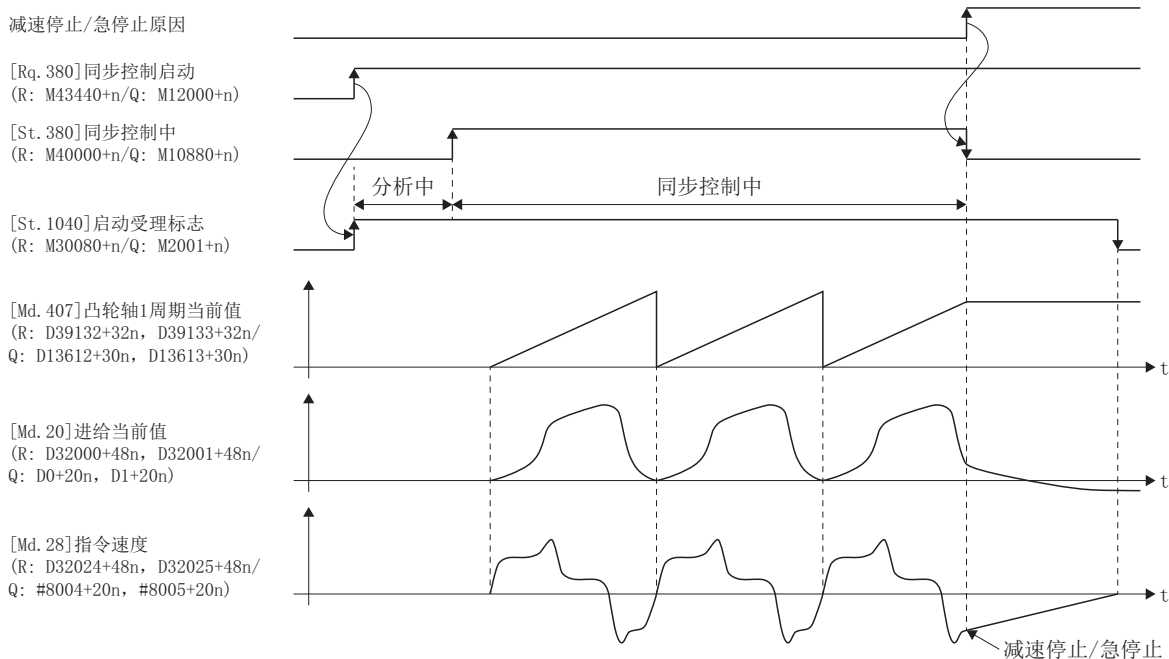 减速停止/急停止原因
[Rq.380]同步控制启动
(R: M43440+n/Q: M12000+n)
[St.380]同步控制中
(R: M40000+n/Q: M10880+n)
分析中
同步控制中
[St.1040]启动受理标志
(R: M30080+n/Q: M2001+n)
[Md.407]凸轮轴1周期当前值
(R: D39132+32n, D39133+32n/
Q: D13612+30n, D13613+30n)
t
[Md.20]进给当前值
(R: D32000+48n, D32001+48n/
Q: D0+20n, D1+20n)
t
[Md.28]指令速度
(R: D32024+48n, D32025+48n/
Q: #8004+20n, #8005+20n)
t
减速停止/急停止